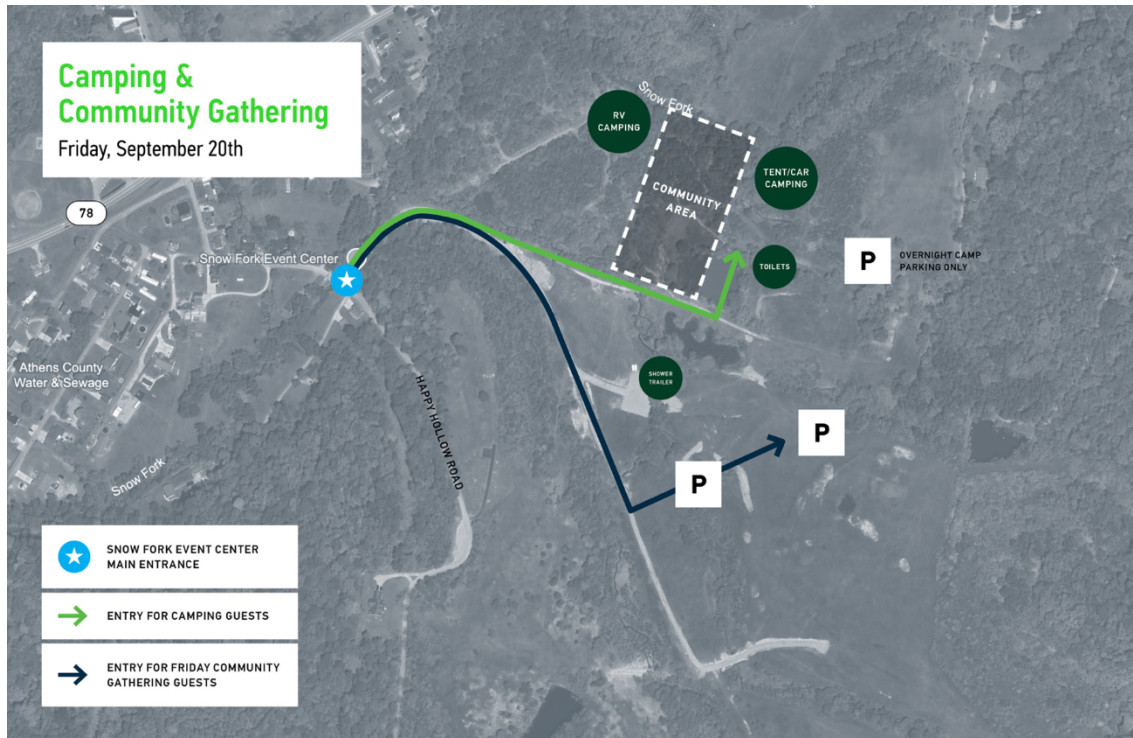 Camping &
Community Gathering
Friday, September 20th
Snow Fork
RV
CAMPING
TENT/CAR
CAMPING
COMMUNITY
AREA
78
Snow Fork Event Center
TOILETS
P
OVERNIGHT CAMP
PARKING ONLY
Athens County
Water & Sewage
SHOWER
TRAILER
HAPPY HOLLOW ROAD
P
P
Snow Fork
SNOW FORK EVENT CENTER
MAIN ENTRANCE
ENTRY FOR CAMPING GUESTS
ENTRY FOR FRIDAY COMMUNITY
GATHERING GUESTS